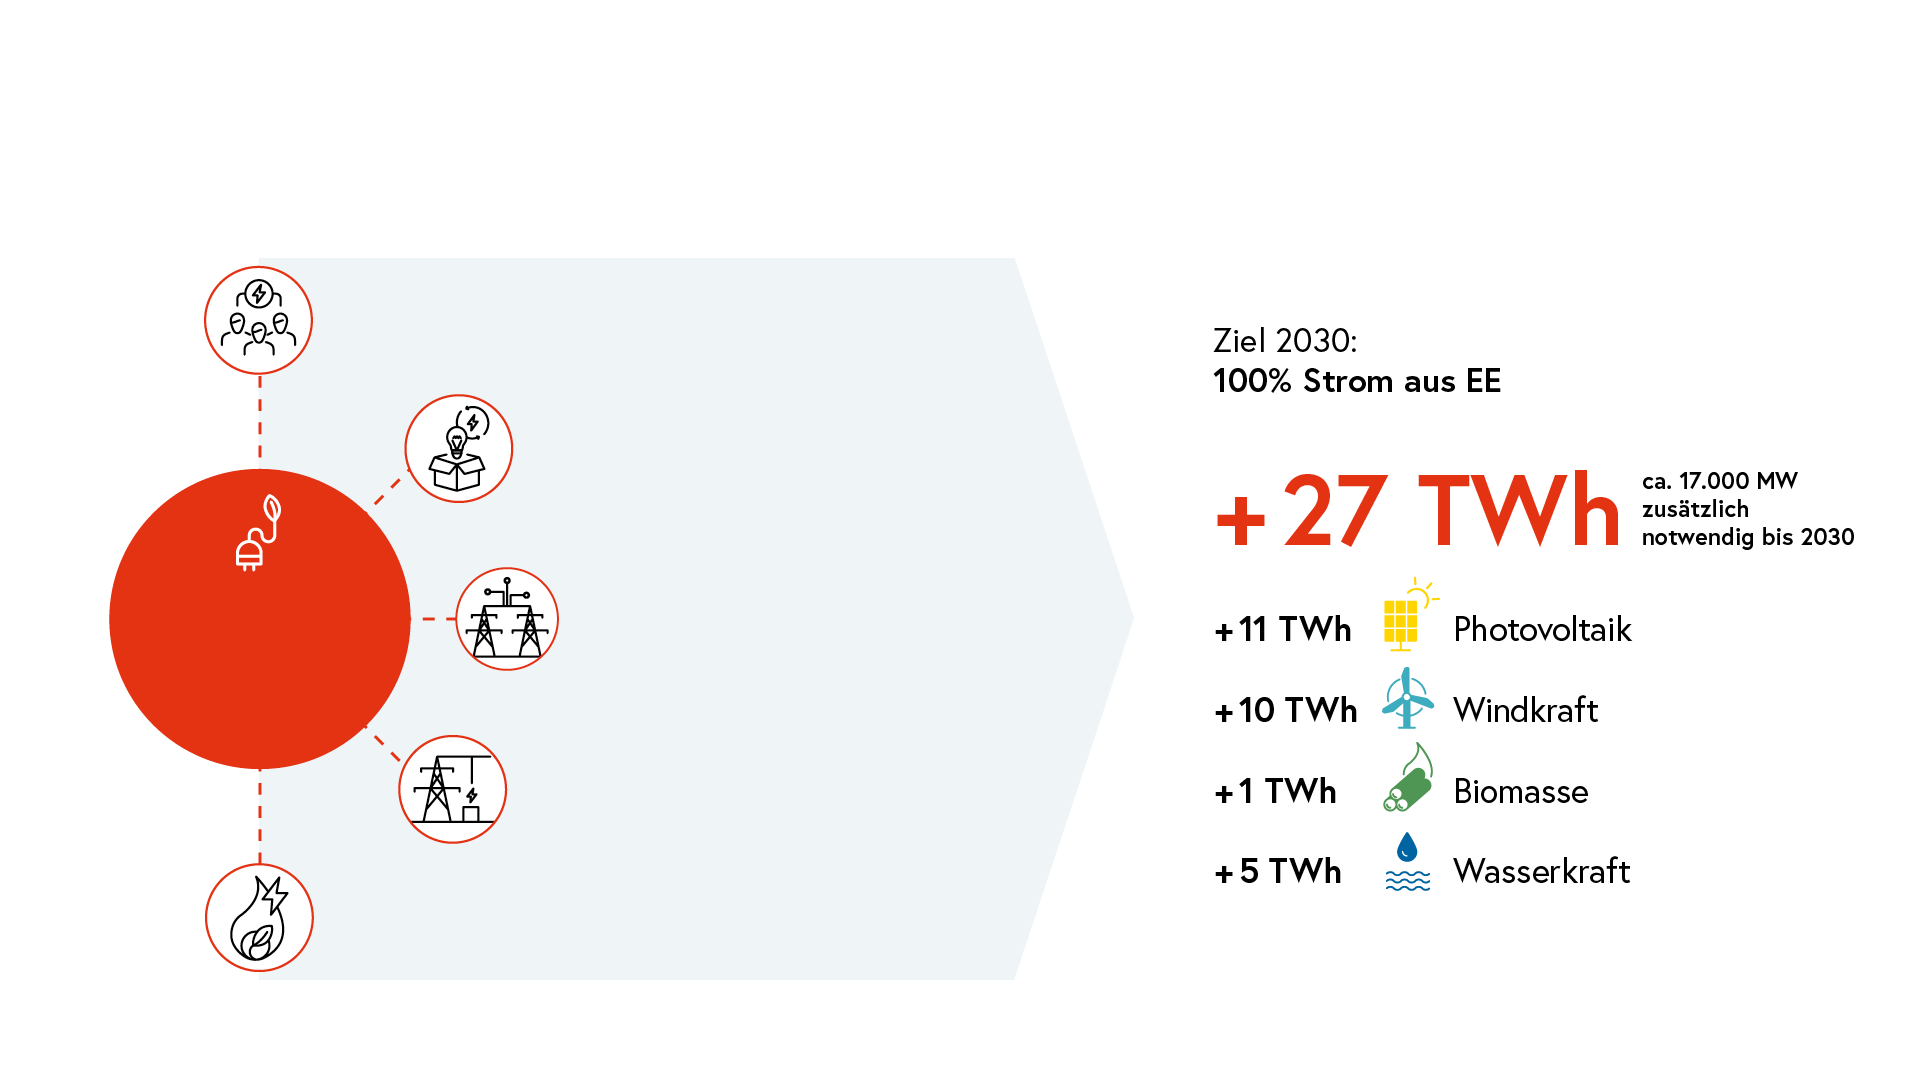 Ziel 2030:
100% Strom aus EE
+ 27 TWh
ca. 17.000 MW
zusätzlich
notwendig bis 2030
+ 11 TWh Photovoltaik
+ 10 TWh Windkraft
+ 1 TWh Biomasse
+ 5 TWh Wasserkraft